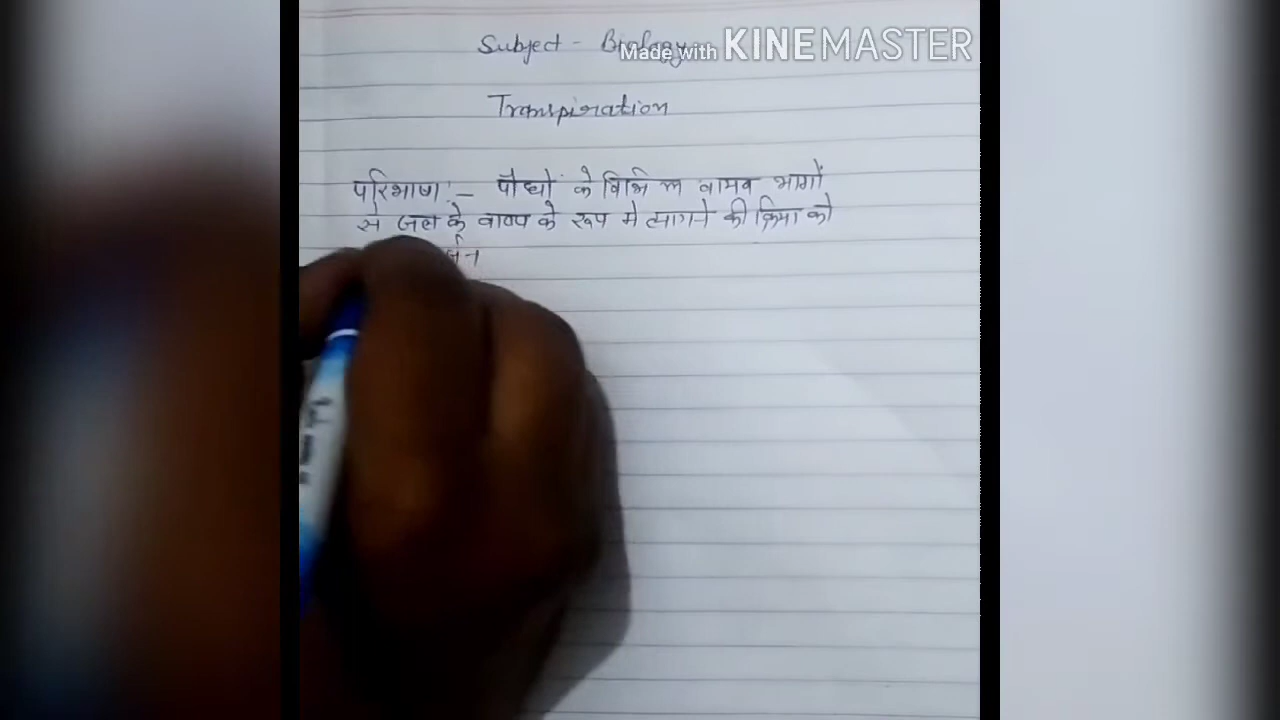 Subject - Biology
Made with KINEMASTER
Transpiration
परिभाषा :- पौधों के विभिन्न वायव भागों
से जल के वाष्प के रूप मे त्यागने की क्रिया को